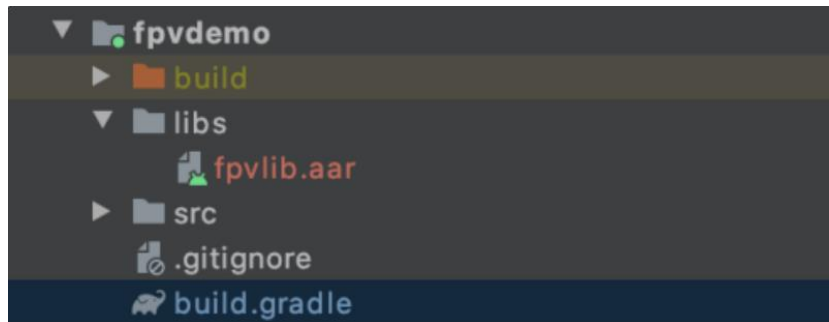 fpvdemo
build
libs
fpvlib.aar
src
.gitignore
build.gradle